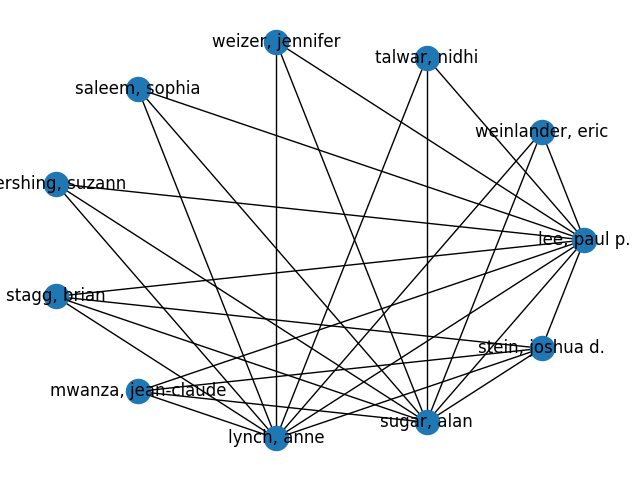 weizer, jennifer
talwar, nidhi
saleem, sophia
weinlander, eric
ershing, suzann
lee, paul p.
stagg, brian
stein, joshua d.
mwanza, jean-claude
sugar, alan
lynch, anne